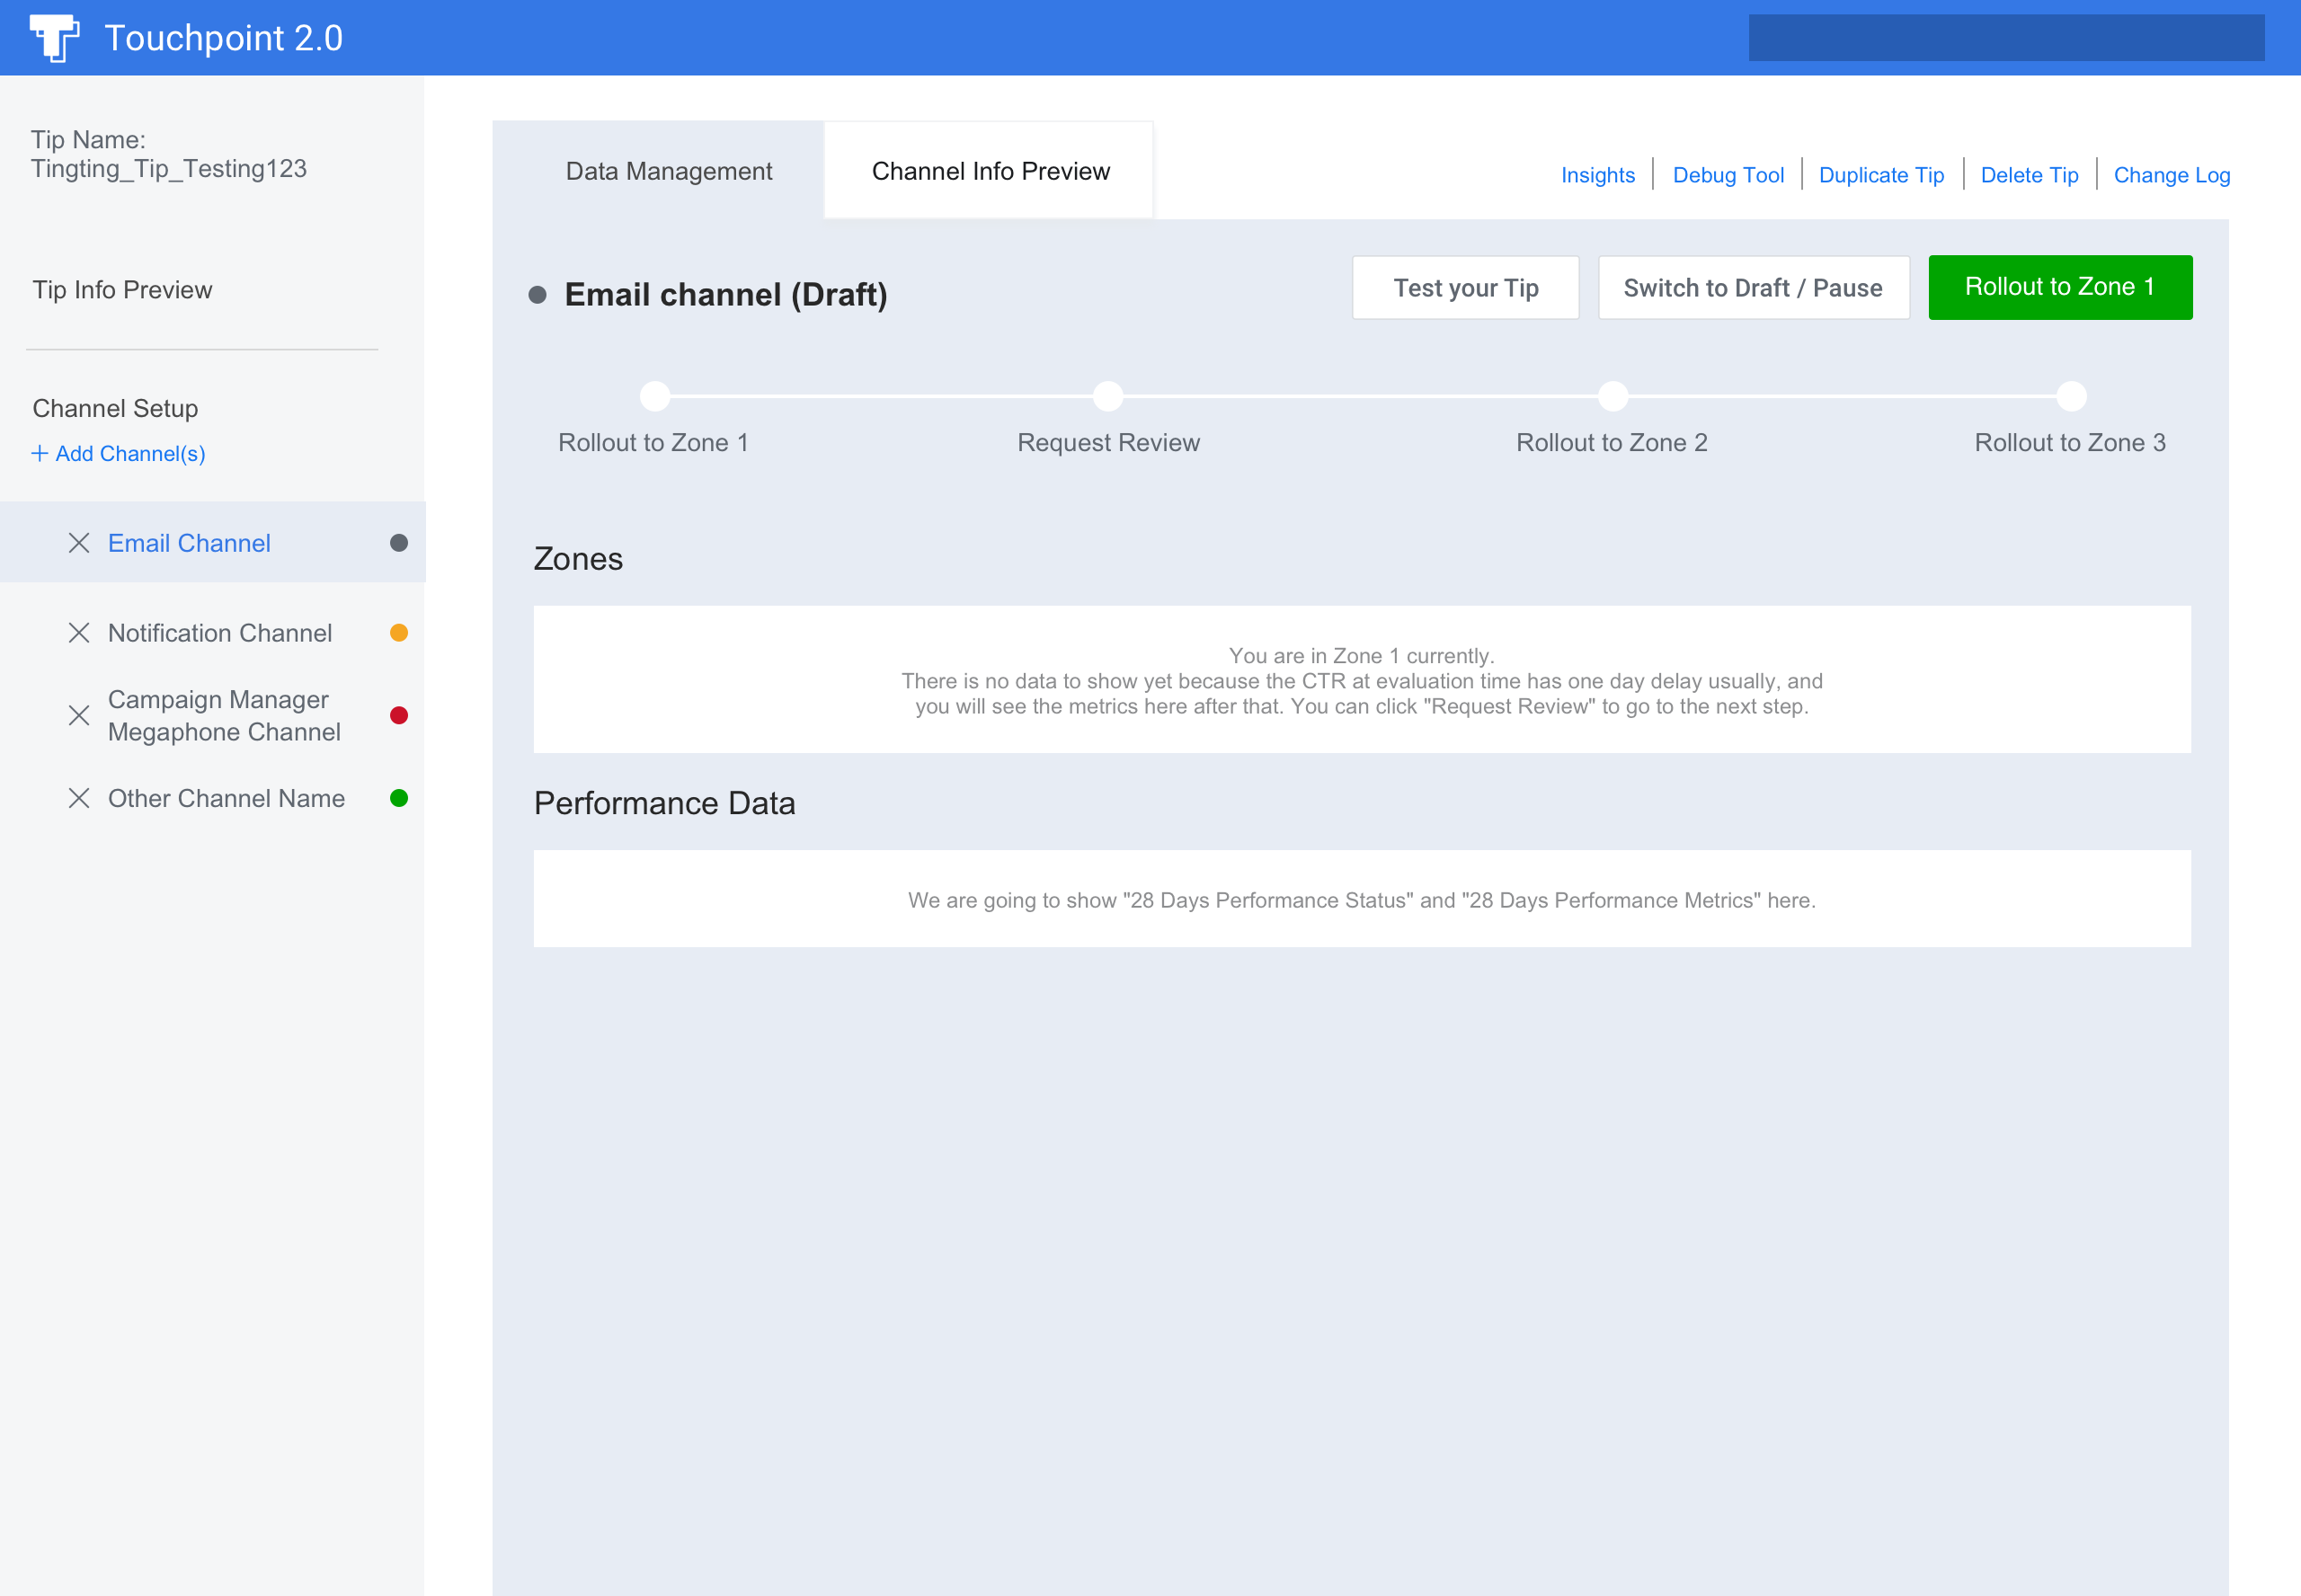 Touchpoint 2.0
Tip Name:
Tingting_Tip_Testing123
Tip Info Preview
Channel Setup
+ Add Channel(s)
Email Channel
Notification Channel
Campaign Manager
Megaphone Channel
Other Channel Name
Data Management
Channel Info Preview
Insights
Debug Tool
Duplicate Tip
Delete Tip
Change Log
Email channel (Draft)
Test your Tip
Switch to Draft / Pause
Rollout to Zone 1
Rollout to Zone 1
Request Review
Rollout to Zone 2
Rollout to Zone 3
Zones
You are in Zone 1 currently.
There is no data to show yet because the CTR at evaluation time has one day delay usually, and
you will see the metrics here after that. You can click "Request Review" to go to the next step.
Performance Data
We are going to show "28 Days Performance Status" and "28 Days Performance Metrics" here.